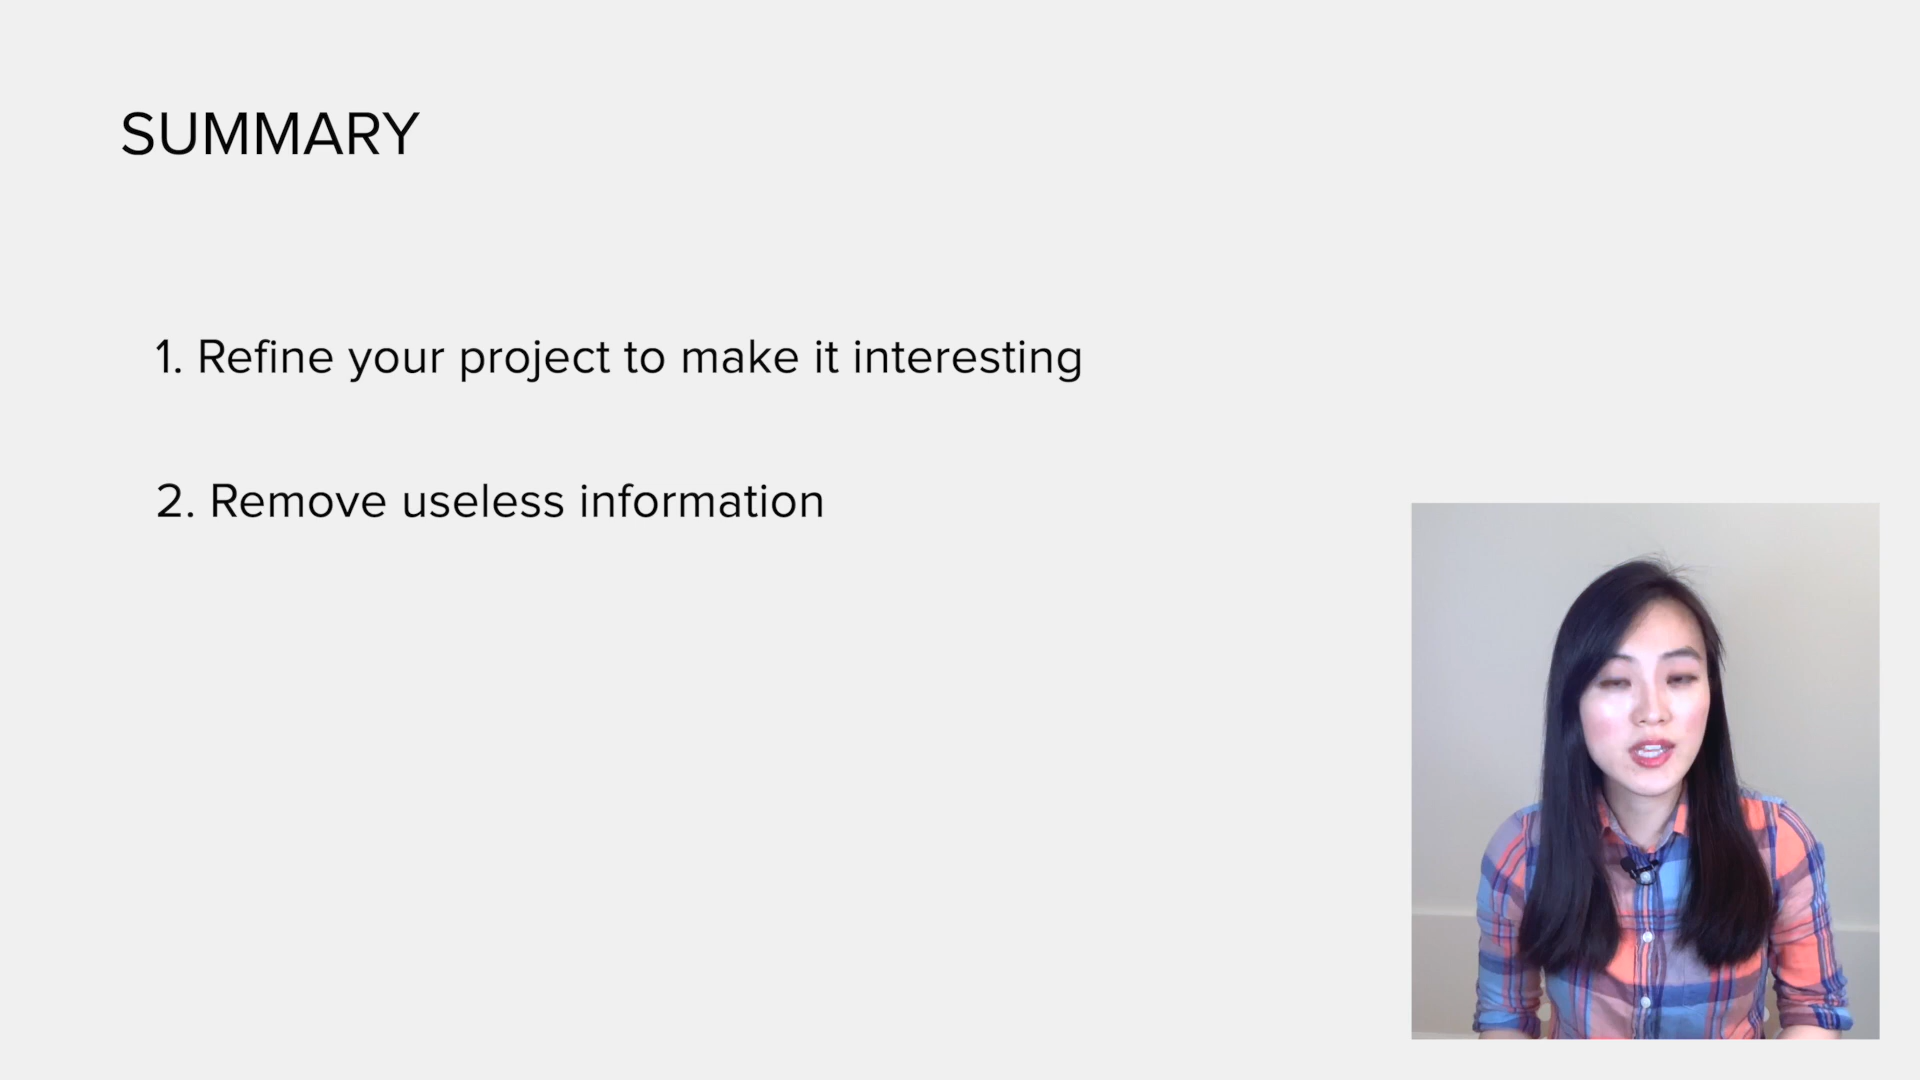 SUMMARY
1. Refine your project to make it interesting
2. Remove useless information